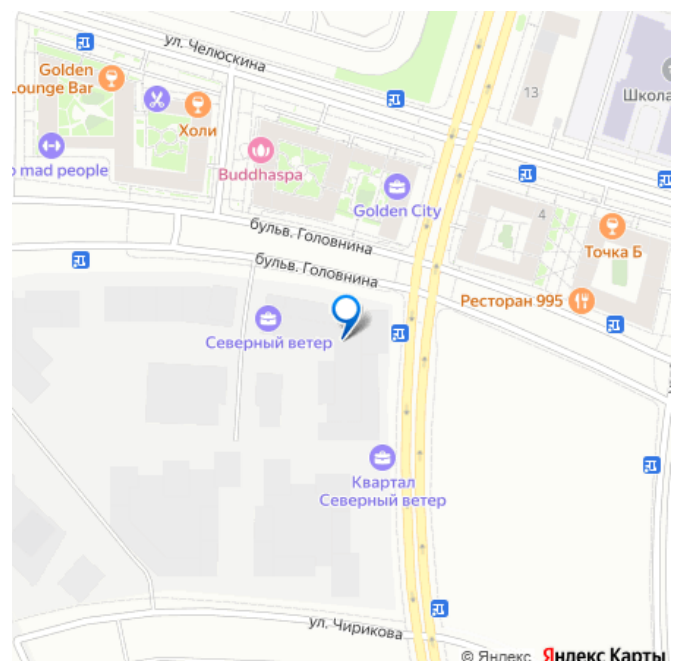 ул. Челюскина
Golden
Lounge Bar
Холи
13
Школа
mad people
Buddhaspa
Golden City
4
Точка Б
бульв. Головнина
бульв. Головнина
Ресторан 995
Северный ветер
Квартал
Северный ветер
ул. Чирикова
© Яндекс Яндекс Карты